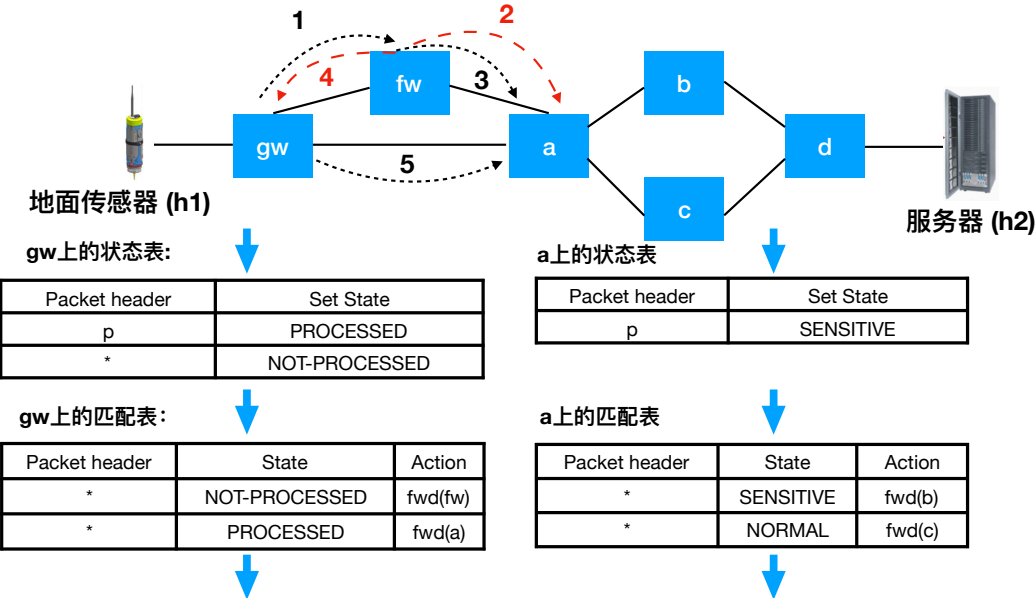 1
2
4
3
fw
b
gw
a
d
5
c
地面传感器 (h1)
服务器 (h2)
gw上的状态表:
a上的状态表
Packet header Set State
p PROCESSED
* NOT-PROCESSED
Packet header Set State
p SENSITIVE
gw上的匹配表：
a上的匹配表
Packet header State Action
* NOT-PROCESSED fwd(fw)
* PROCESSED fwd(a)
Packet header State Action
* SENSITIVE fwd(b)
* NORMAL fwd(c)